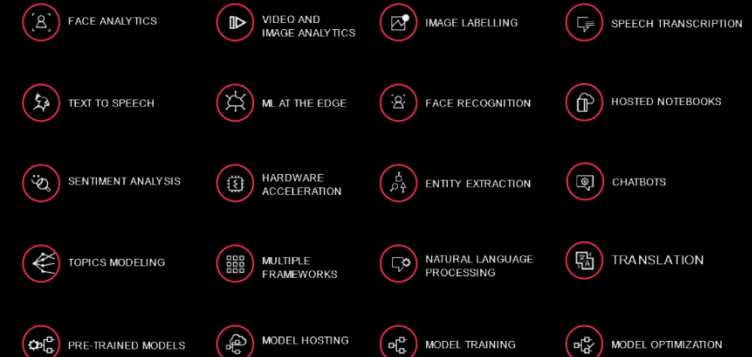 FACE ANALYTICS
VIDEO AND
IMAGE ANALYTICS
IMAGE LABELLING
SPEECH TRANSCRIPTION
TEXT TO SPEECH
ML AT THE EDGE
FACE RECOGNITION
HOSTED NOTEBOOKS
SENTIMENT ANALYSIS
HARDWARE
ACCELERATION
ENTITY EXTRACTION
CHATBOTS
TOPICS MODELING
MULTIPLE
FRAMEWORKS
NATURAL LANGUAGE
PROCESSING
TRANSLATION
PRE-TRAINED MODELS
MODEL HOSTING
MODEL TRAINING
MODEL OPTIMIZATION